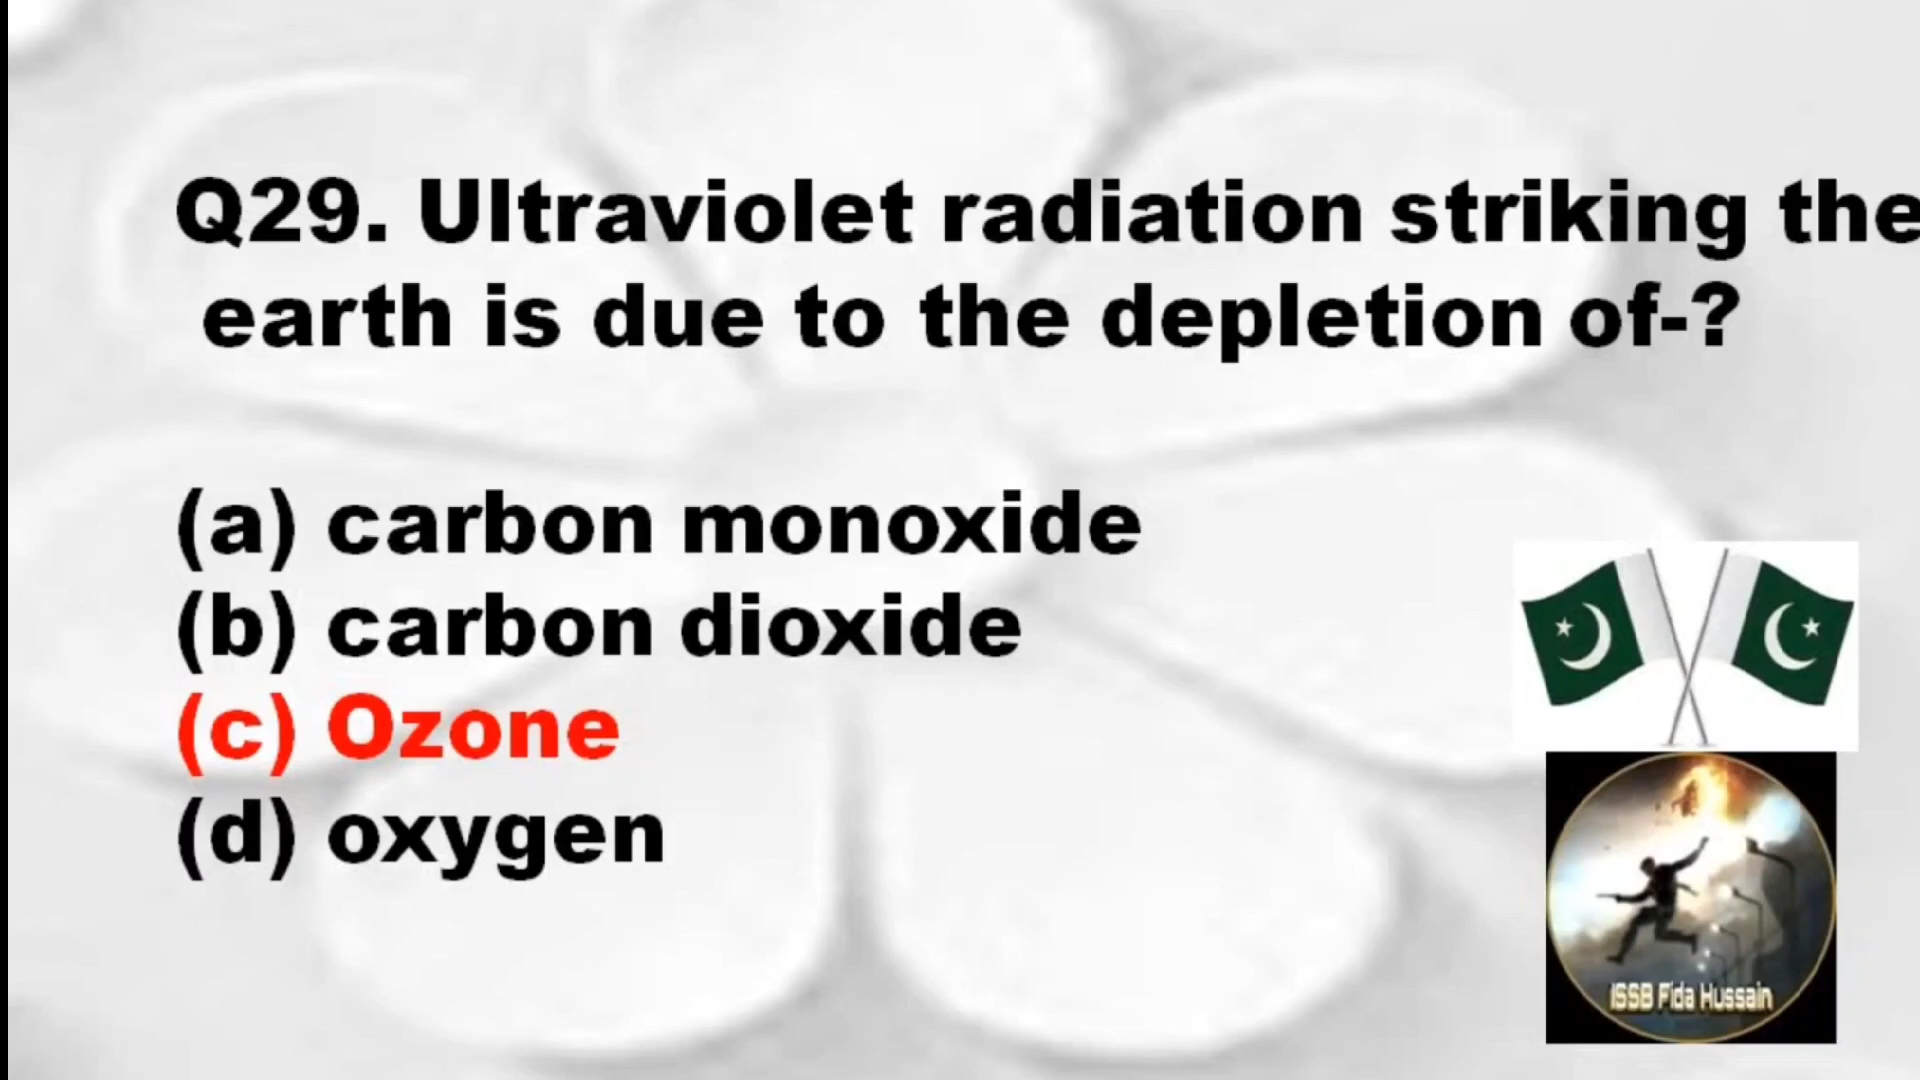 Q29. Ultraviolet radiation striking the
earth is due to the depletion of-?
(a) carbon monoxide
(b) carbon dioxide
(c) Ozone
(d) oxygen
ISSB Fida Hussain